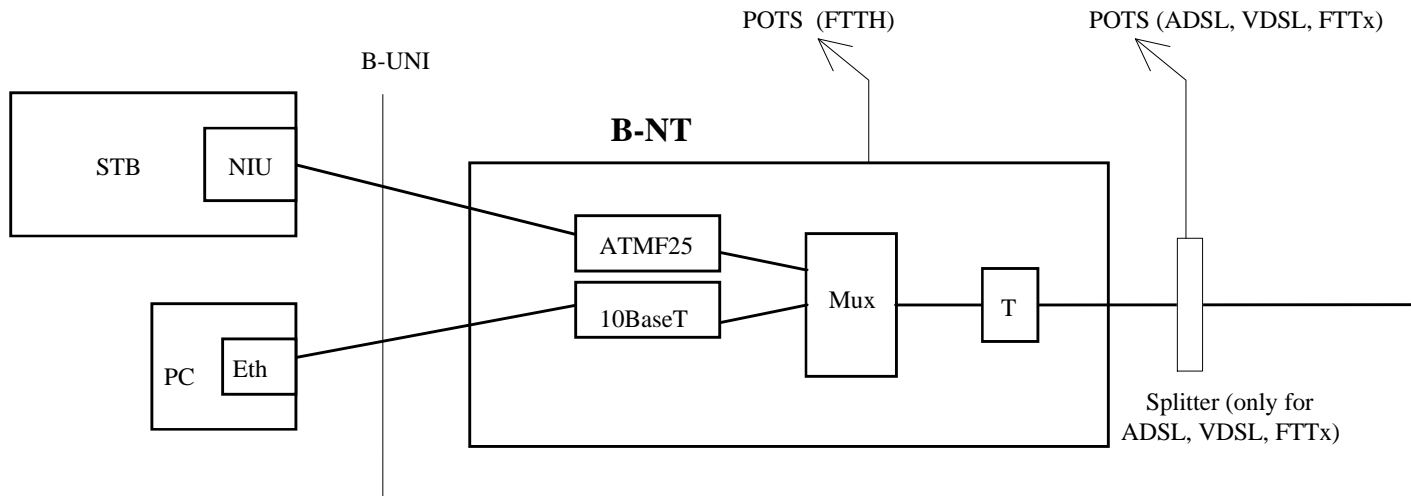 POTS (FTTH)
POTS (ADSL, VDSL, FTTx)
B-UNI
B-NT
STB
NIU
ATMF25
10BaseT
Mux
T
PC
Eth
Splitter (only for
ADSL, VDSL, FTTx)